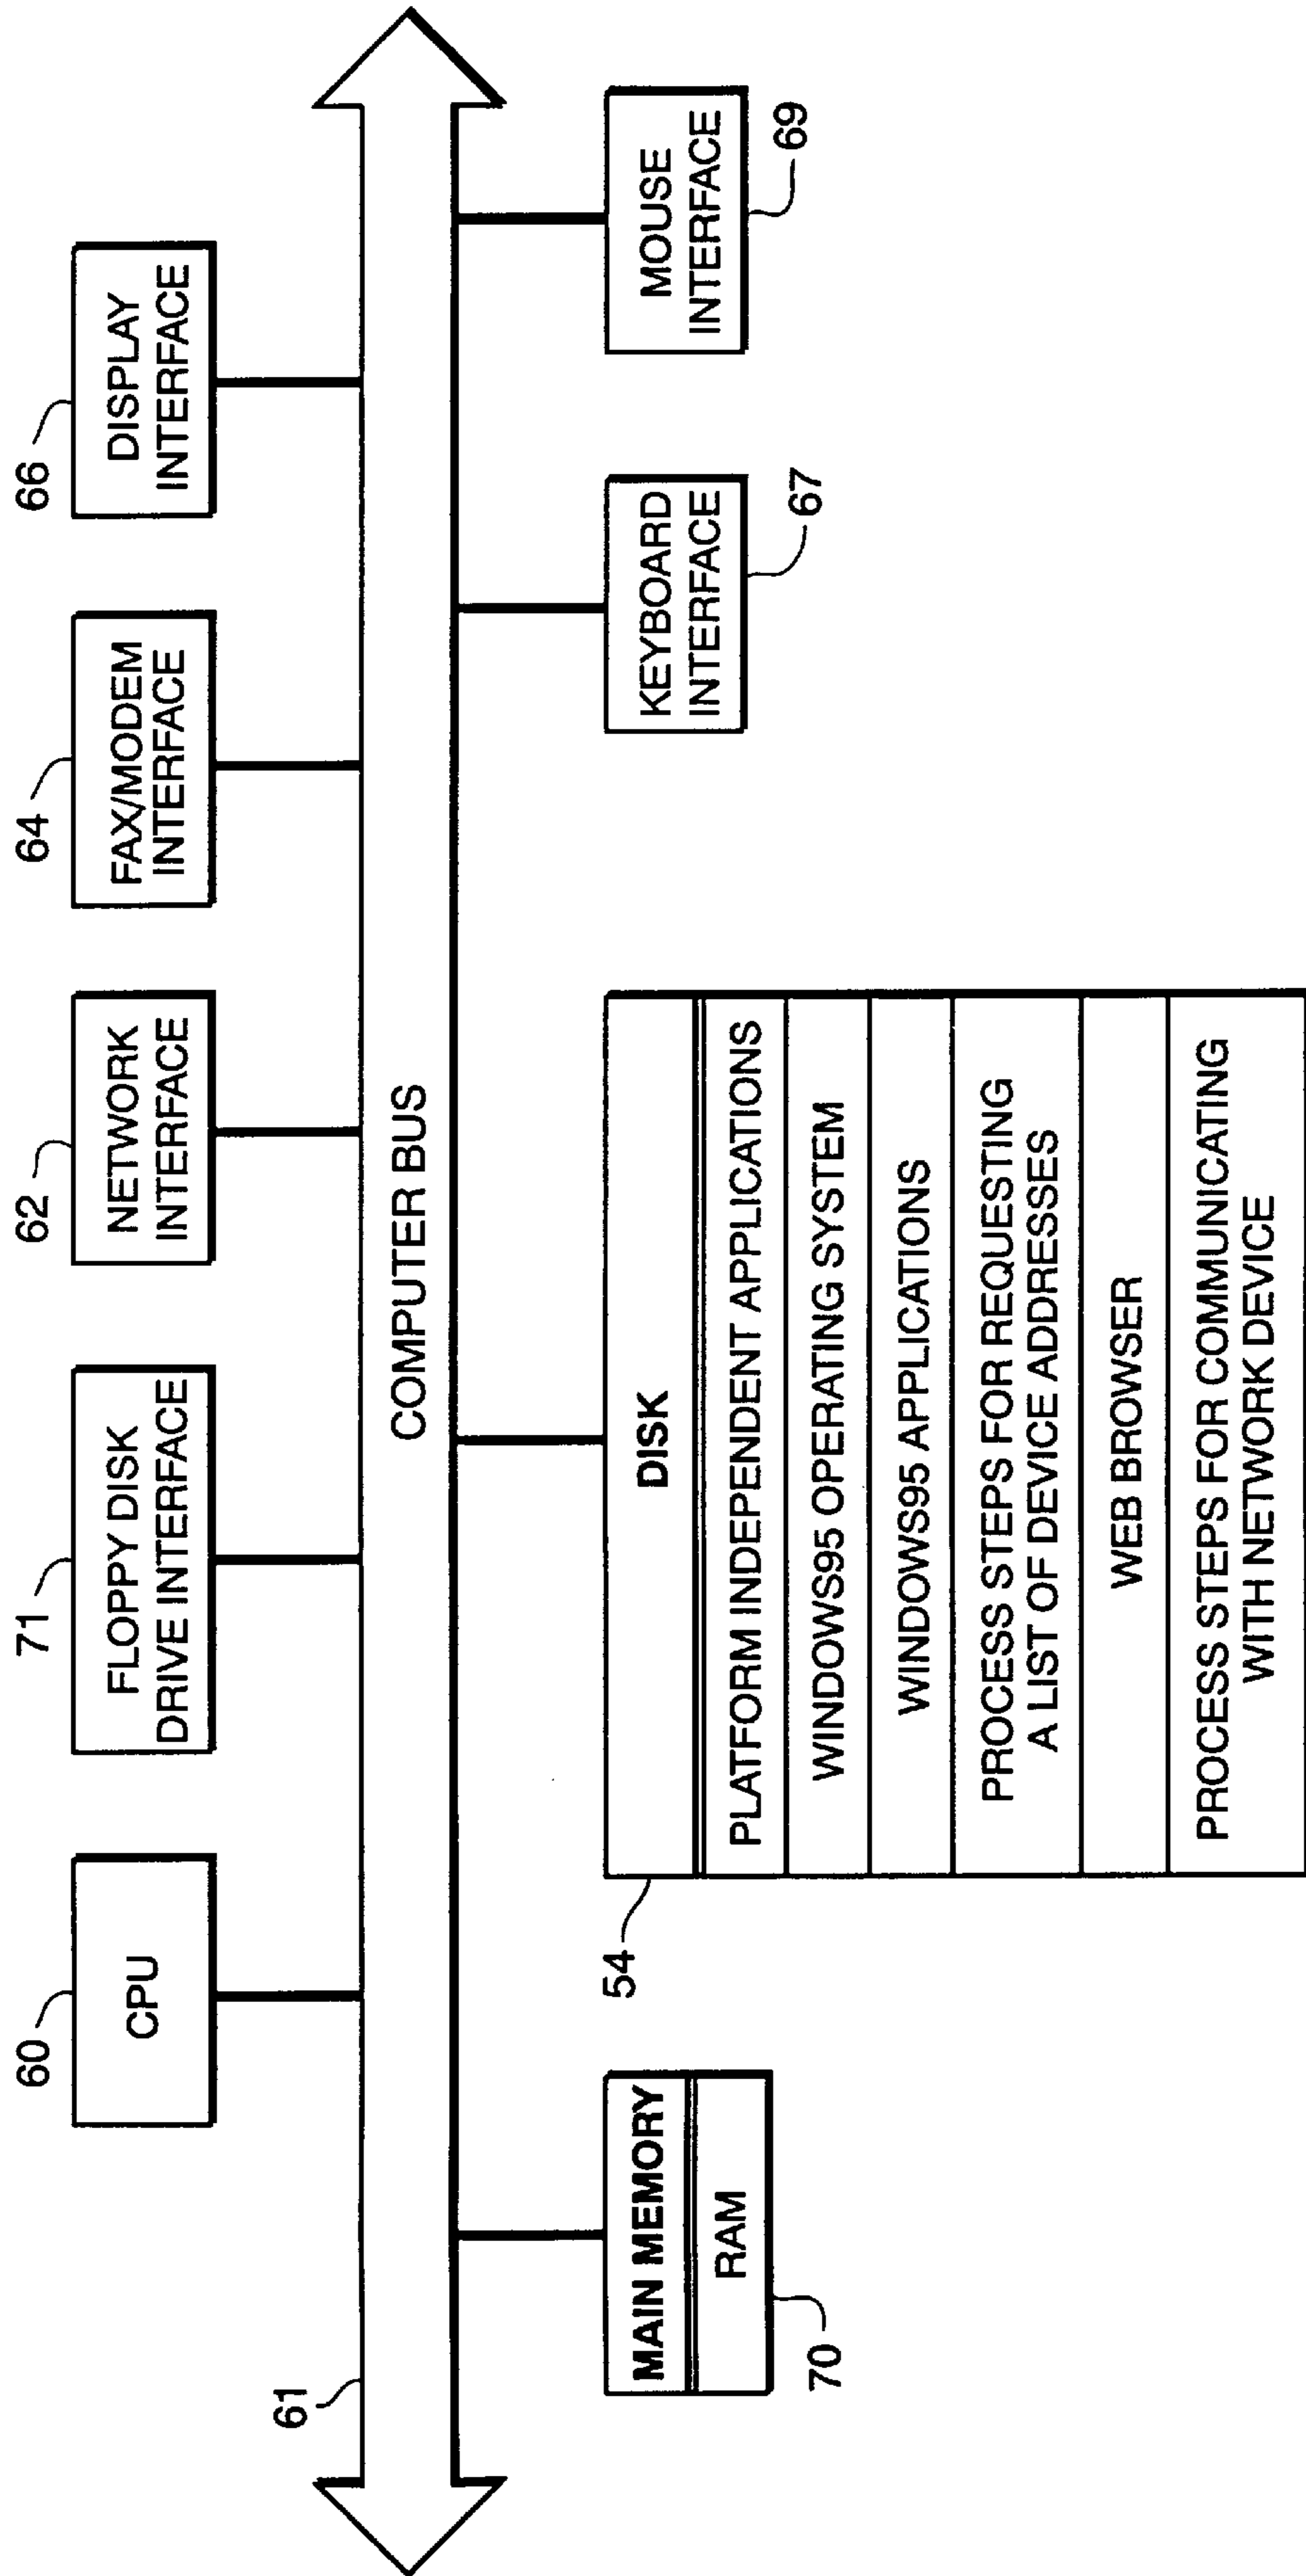 60
CPU
71
FLOPPY DISK
DRIVE INTERFACE
62
NETWORK
INTERFACE
64
FAX/MODEM
INTERFACE
66
DISPLAY
INTERFACE
61
COMPUTER BUS
MAIN MEMORY
RAM
70
54
DISK
PLATFORM INDEPENDENT APPLICATIONS
WINDOWS95 OPERATING SYSTEM
WINDOWS95 APPLICATIONS
PROCESS STEPS FOR REQUESTING
A LIST OF DEVICE ADDRESSES
WEB BROWSER
PROCESS STEPS FOR COMMUNICATING
WITH NETWORK DEVICE
KEYBOARD
INTERFACE
67
MOUSE
INTERFACE
69